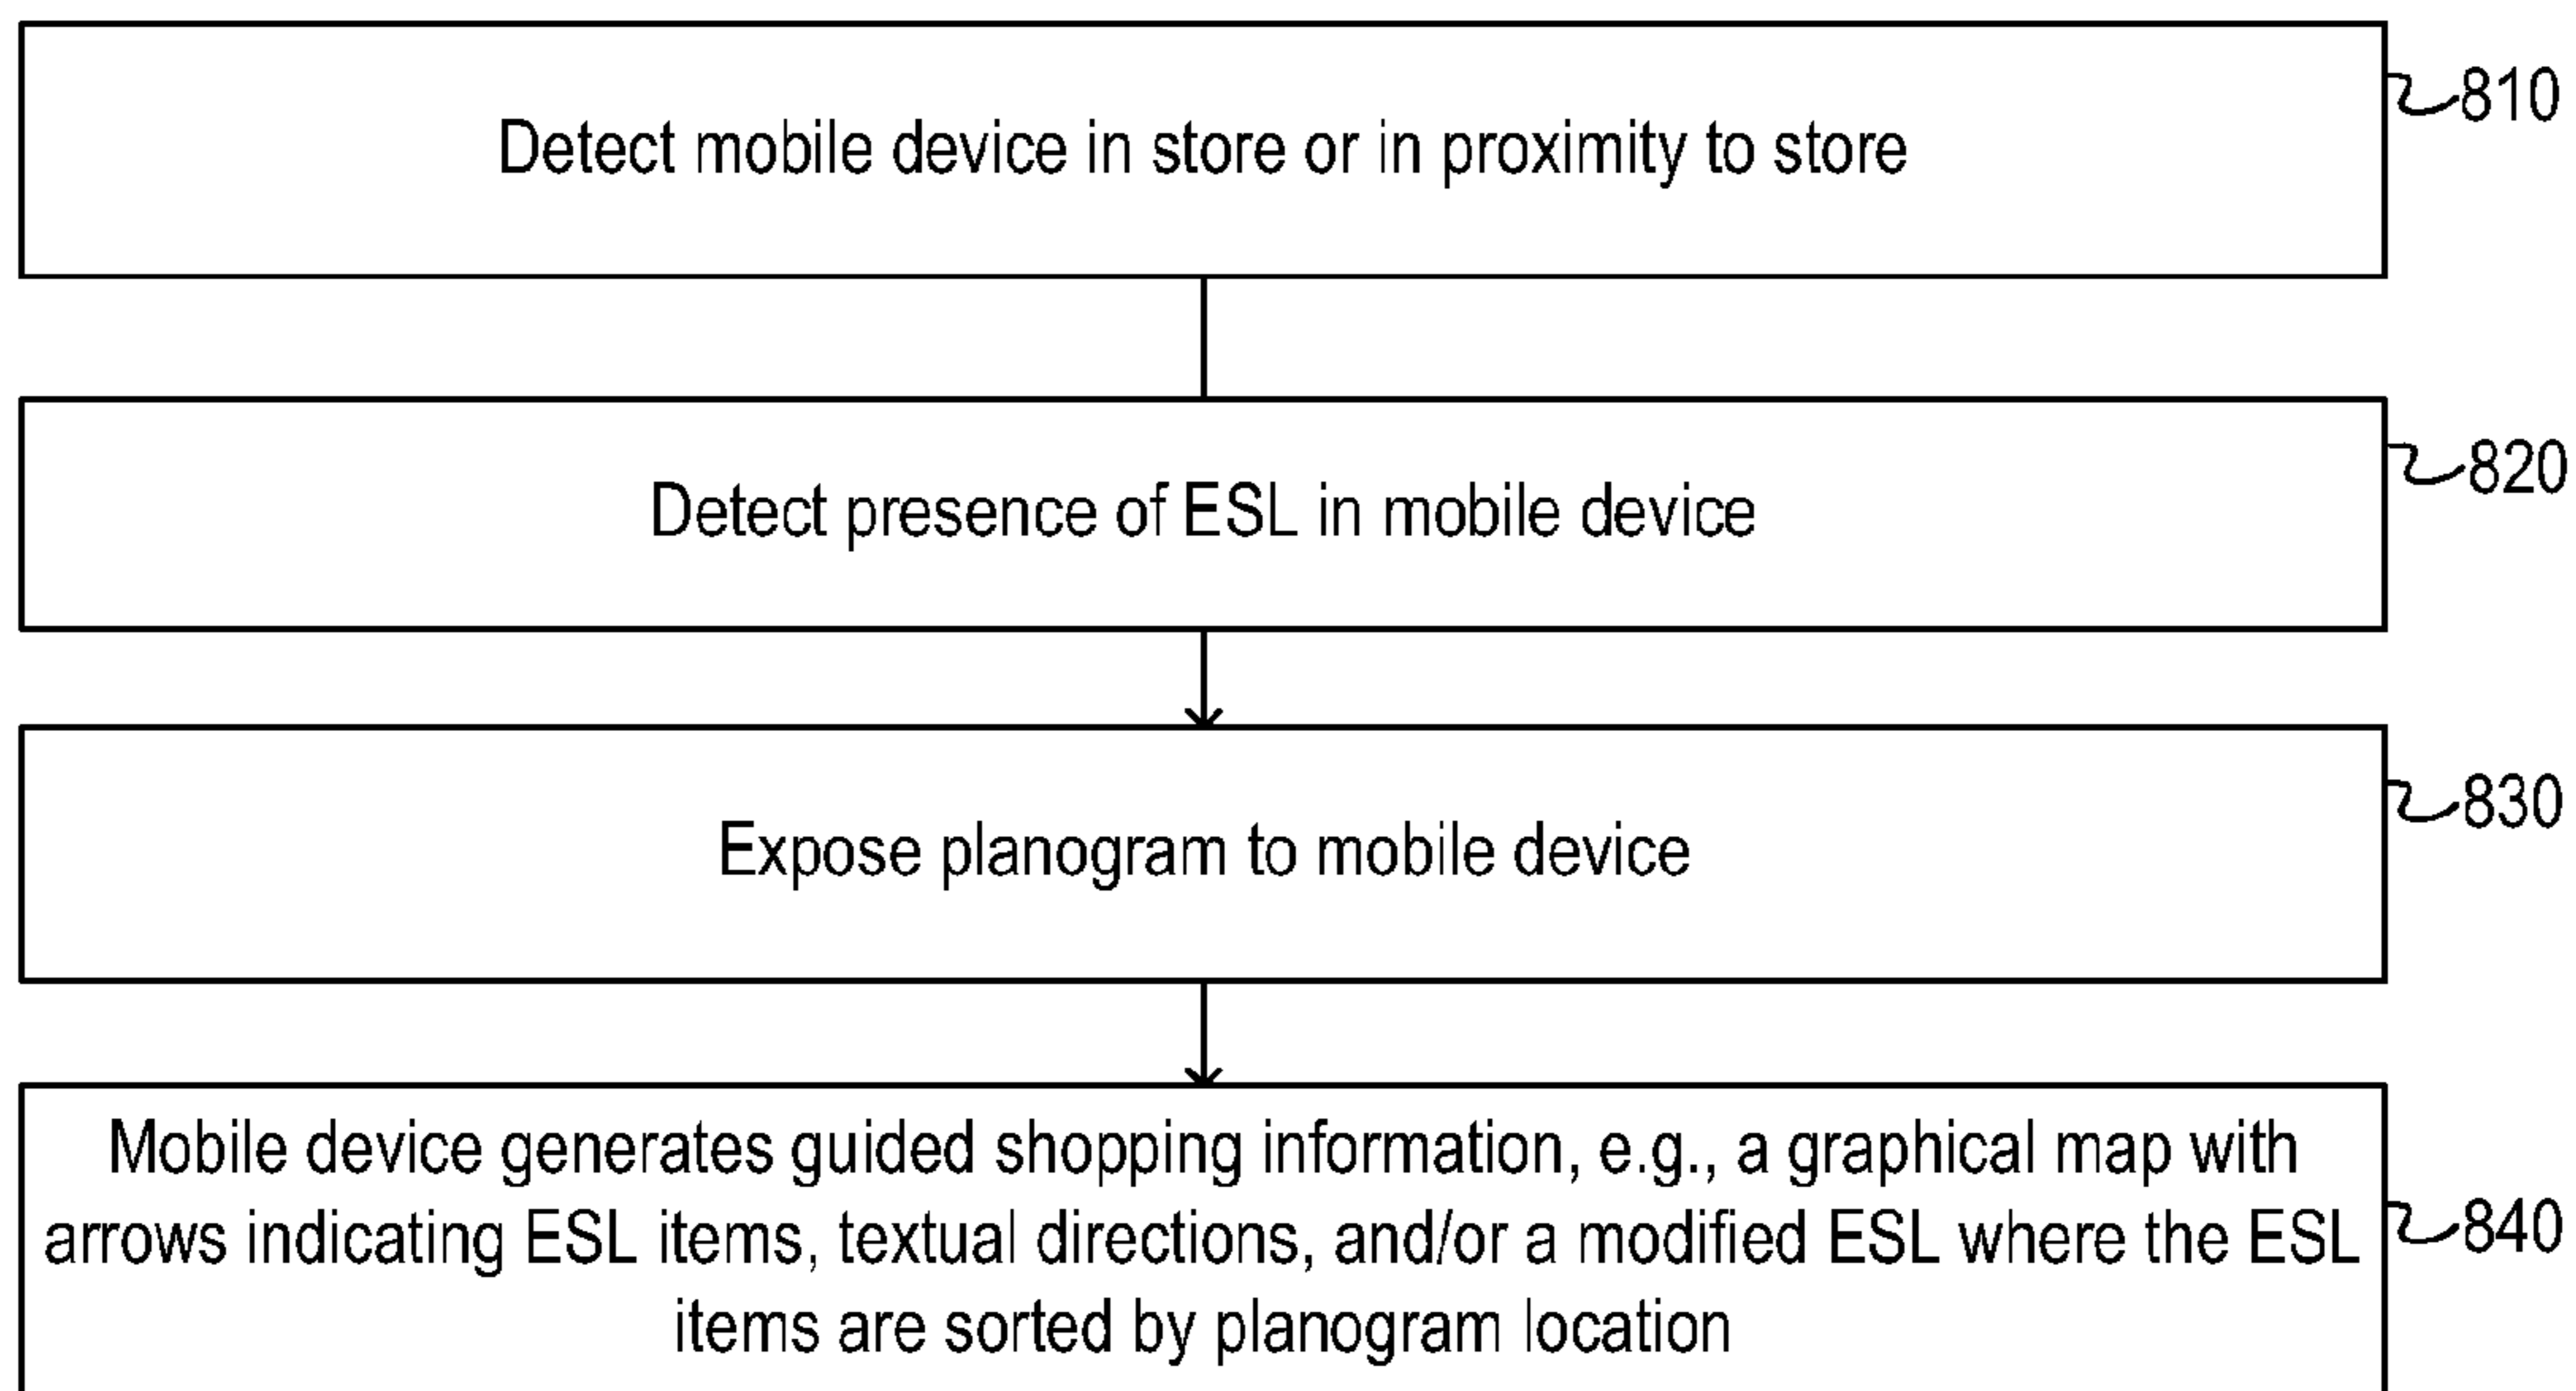 Detect mobile device in store or in proximity to store
810
Detect presence of ESL in mobile device
820
Expose planogram to mobile device
830
Mobile device generates guided shopping information, e.g., a graphical map with
arrows indicating ESL items, textual directions, and/or a modified ESL where the ESL
items are sorted by planogram location
840